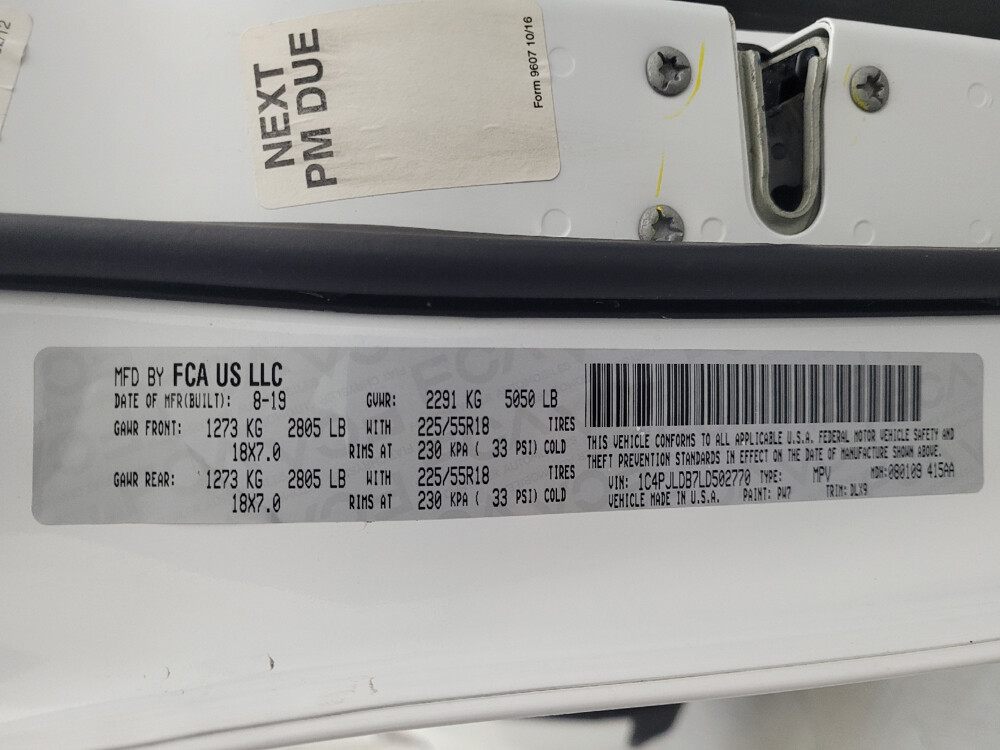 NEXT
PM DUE
Form 9607 10/16
MFD BY FCA US LLC
DATE OF MFR(BUILT): 8-19 GVWR: 2291 KG 5050 LB
GAWR FRONT: 1273 KG 2805 LB WITH 225/55R18 TIRES
18X7.0 RIMS AT 230 KPA ( 33 PSI) COLD
GAWR REAR: 1273 KG 2805 LB WITH 225/55R18 TIRES
18X7.0 RIMS AT 230 KPA ( 33 PSI) COLD
THIS VEHICLE CONFORMS TO ALL APPLICABLE U.S.A. FEDERAL MOTOR VEHICLE SAFETY AND
THEFT PREVENTION STANDARDS IN EFFECT ON THE DATE OF MANUFACTURE SHOWN ABOVE.
VIN: 1C4PJLDB7LD502770 TYPE: MPV MDH:080109 415AA
VEHICLE MADE IN U.S.A. PAINT: PW7 TRIM: DLX9